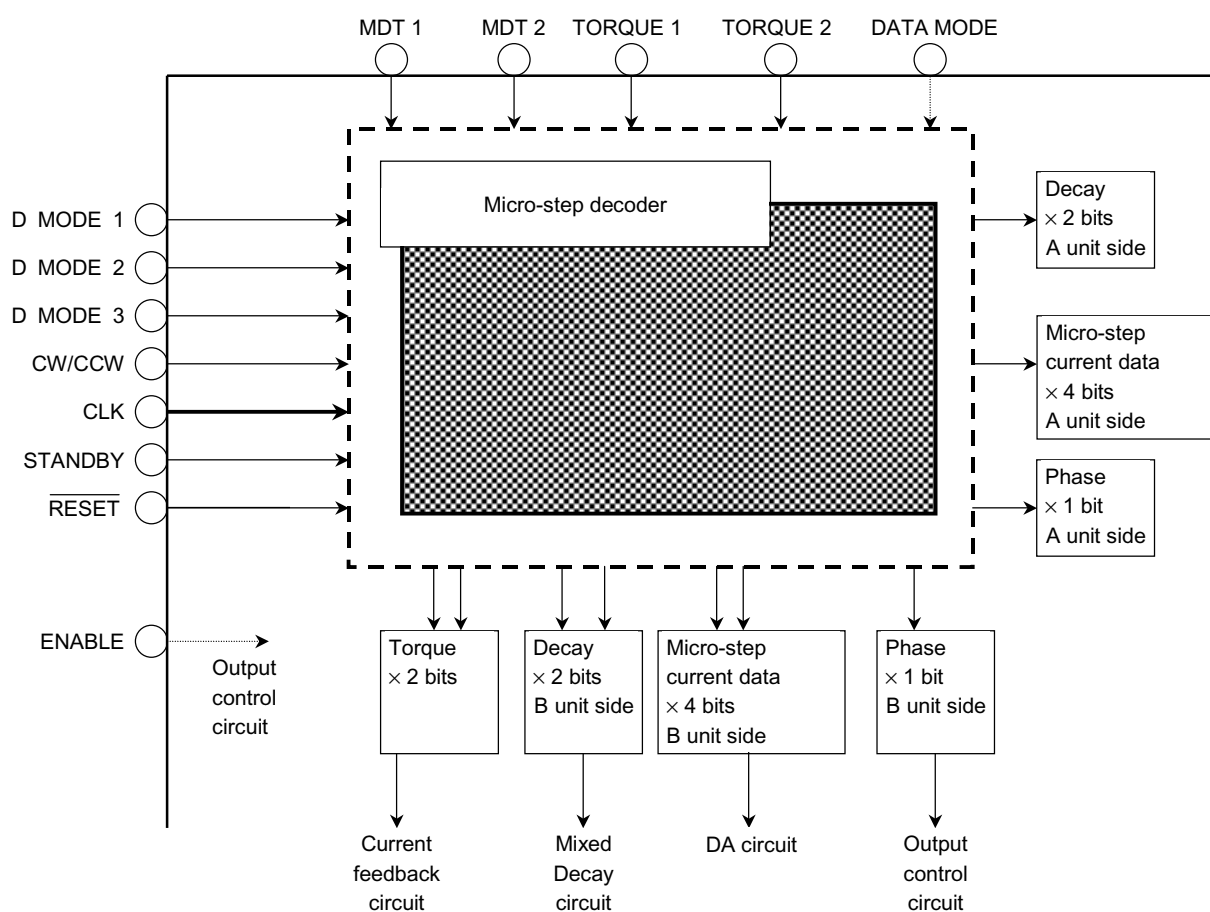 MDT 1
MDT 2
TORQUE 1
TORQUE 2
DATA MODE
D MODE 1
D MODE 2
D MODE 3
CW/CCW
CLK
STANDBY
RESET
ENABLE
Output
control
circuit
Micro-step decoder
Decay
× 2 bits
A unit side
Micro-step
current data
× 4 bits
A unit side
Phase
× 1 bit
A unit side
Torque
× 2 bits
Decay
× 2 bits
B unit side
Micro-step
current data
× 4 bits
B unit side
Phase
× 1 bit
B unit side
Current
feedback
circuit
Mixed
Decay
circuit
DA circuit
Output
control
circuit